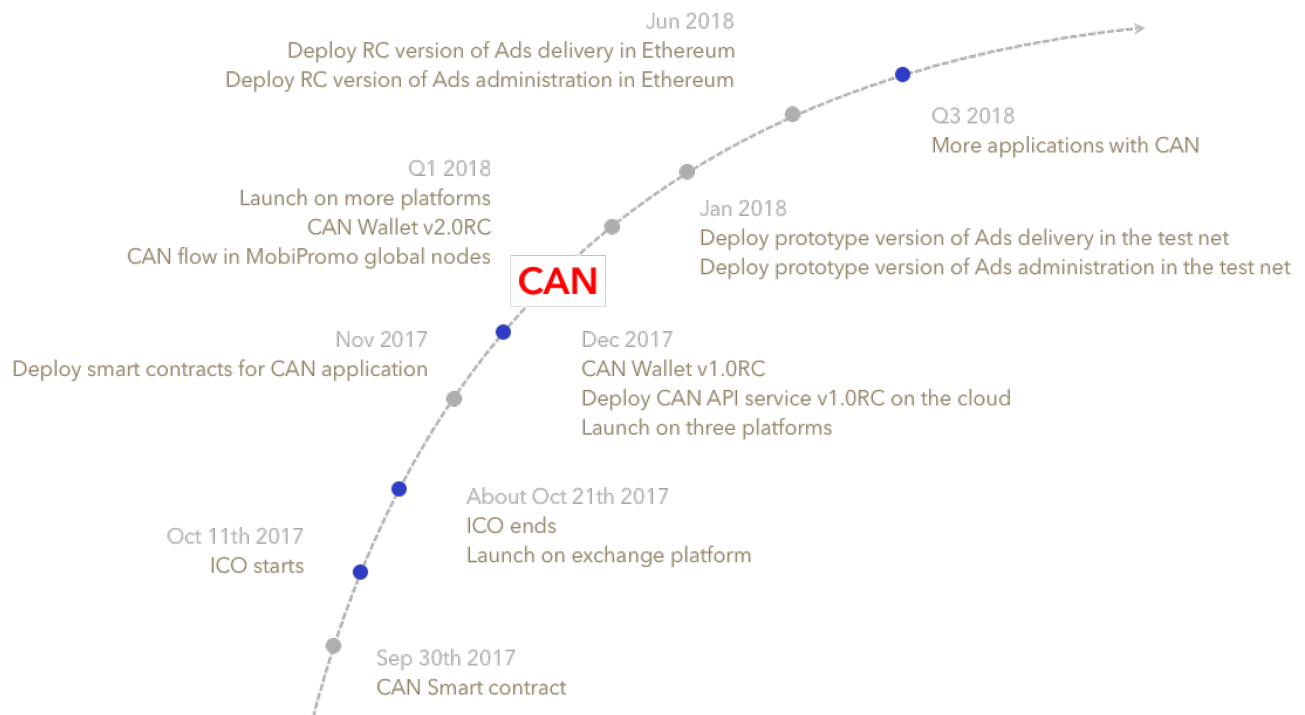 Jun 2018
Deploy RC version of Ads delivery in Ethereum
Deploy RC version of Ads administration in Ethereum
Q3 2018
More applications with CAN
Q1 2018
Launch on more platforms
CAN Wallet v2.0RC
CAN flow in MobiPromo global nodes
Jan 2018
Deploy prototype version of Ads delivery in the test net
Deploy prototype version of Ads administration in the test net
CAN
Nov 2017
Deploy smart contracts for CAN application
Dec 2017
CAN Wallet v1.0RC
Deploy CAN API service v1.0RC on the cloud
Launch on three platforms
About Oct 21th 2017
ICO ends
Launch on exchange platform
Oct 11th 2017
ICO starts
Sep 30th 2017
CAN Smart contract